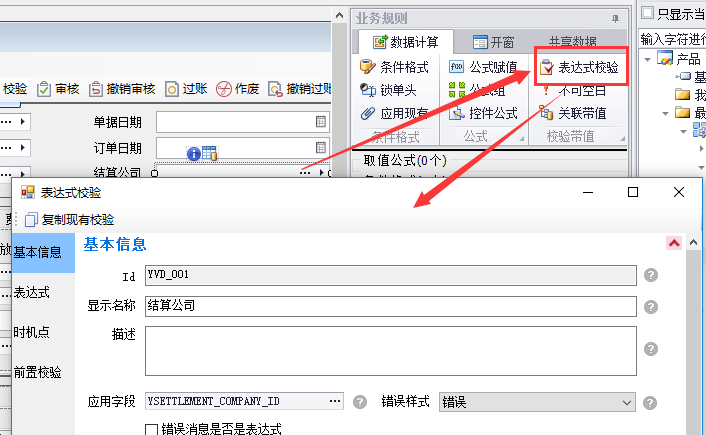 业务规则
只显示当
数据计算 开窗 共享数据
输入字符进行
条件格式 公式赋值 表达式校验
产品
校验 审核 撤销审核 过账 作废 撤销过账
锁单头 公式组 不可空白
基
我
单据日期
应用现有 控件公式 关联带值
最
条件格式 公式 校验带值
订单日期
取值公式(0个)
结算公司
表达式校验
复制现有校验
基本信息
基本信息
Id YVD_001
表达式
显示名称 结算公司
时机点
描述
前置校验
应用字段 YSETTLEMENT_COMPANY_ID 错误样式 错误
错误消息是否是表达式